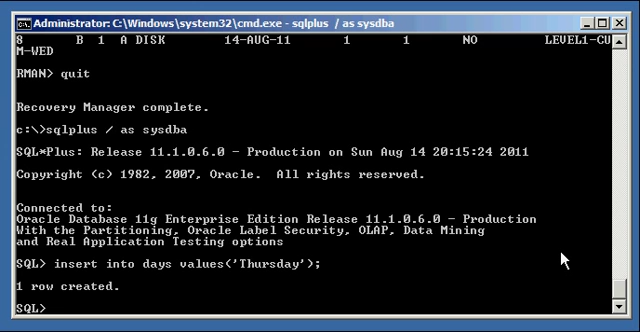 Administrator: C:\Windows\system32\cmd.exe - sqlplus / as sysdba
8 B 1 A DISK 14-AUG-11 1 1 NO LEVEL1-CU
M-WED
RMAN> quit
Recovery Manager complete.
c:\>sqlplus / as sysdba
SQL*Plus: Release 11.1.0.6.0 - Production on Sun Aug 14 20:15:24 2011
Copyright (c) 1982, 2007, Oracle. All rights reserved.
Connected to:
Oracle Database 11g Enterprise Edition Release 11.1.0.6.0 - Production
With the Partitioning, Oracle Label Security, OLAP, Data Mining
and Real Application Testing options
SQL> insert into days values('Thursday');
1 row created.
SQL>